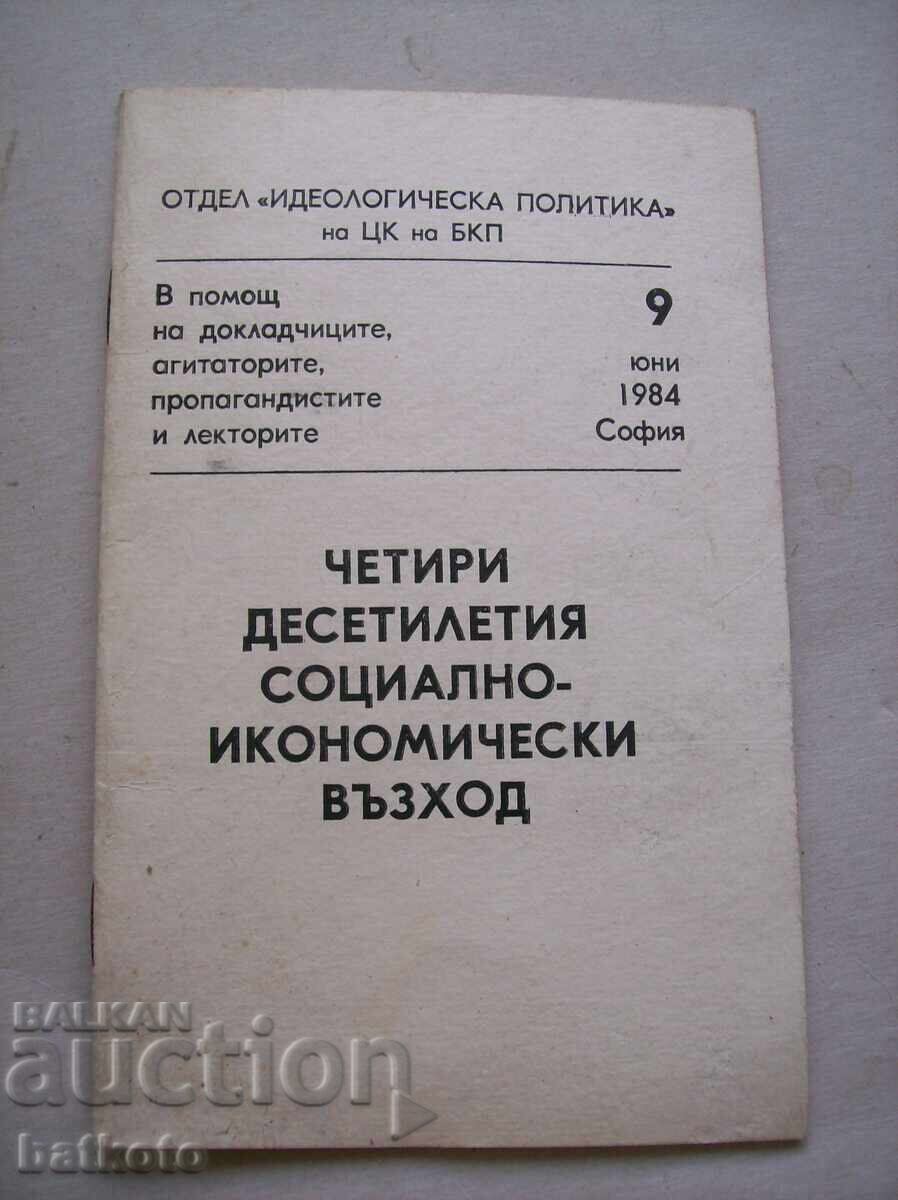 ОТДЕЛ «ИДЕОЛОГИЧЕСКА ПОЛИТИКА»
на ЦК на БКП
В помощ
на докладчиците,
агитаторите,
пропагандистите
и лекторите
9
юни
1984
София
ЧЕТИРИ
ДЕСЕТИЛЕТИЯ
СОЦИАЛНО-
ИКОНОМИЧЕСКИ
ВЪЗХОД
BALKAN
auction
batkoto